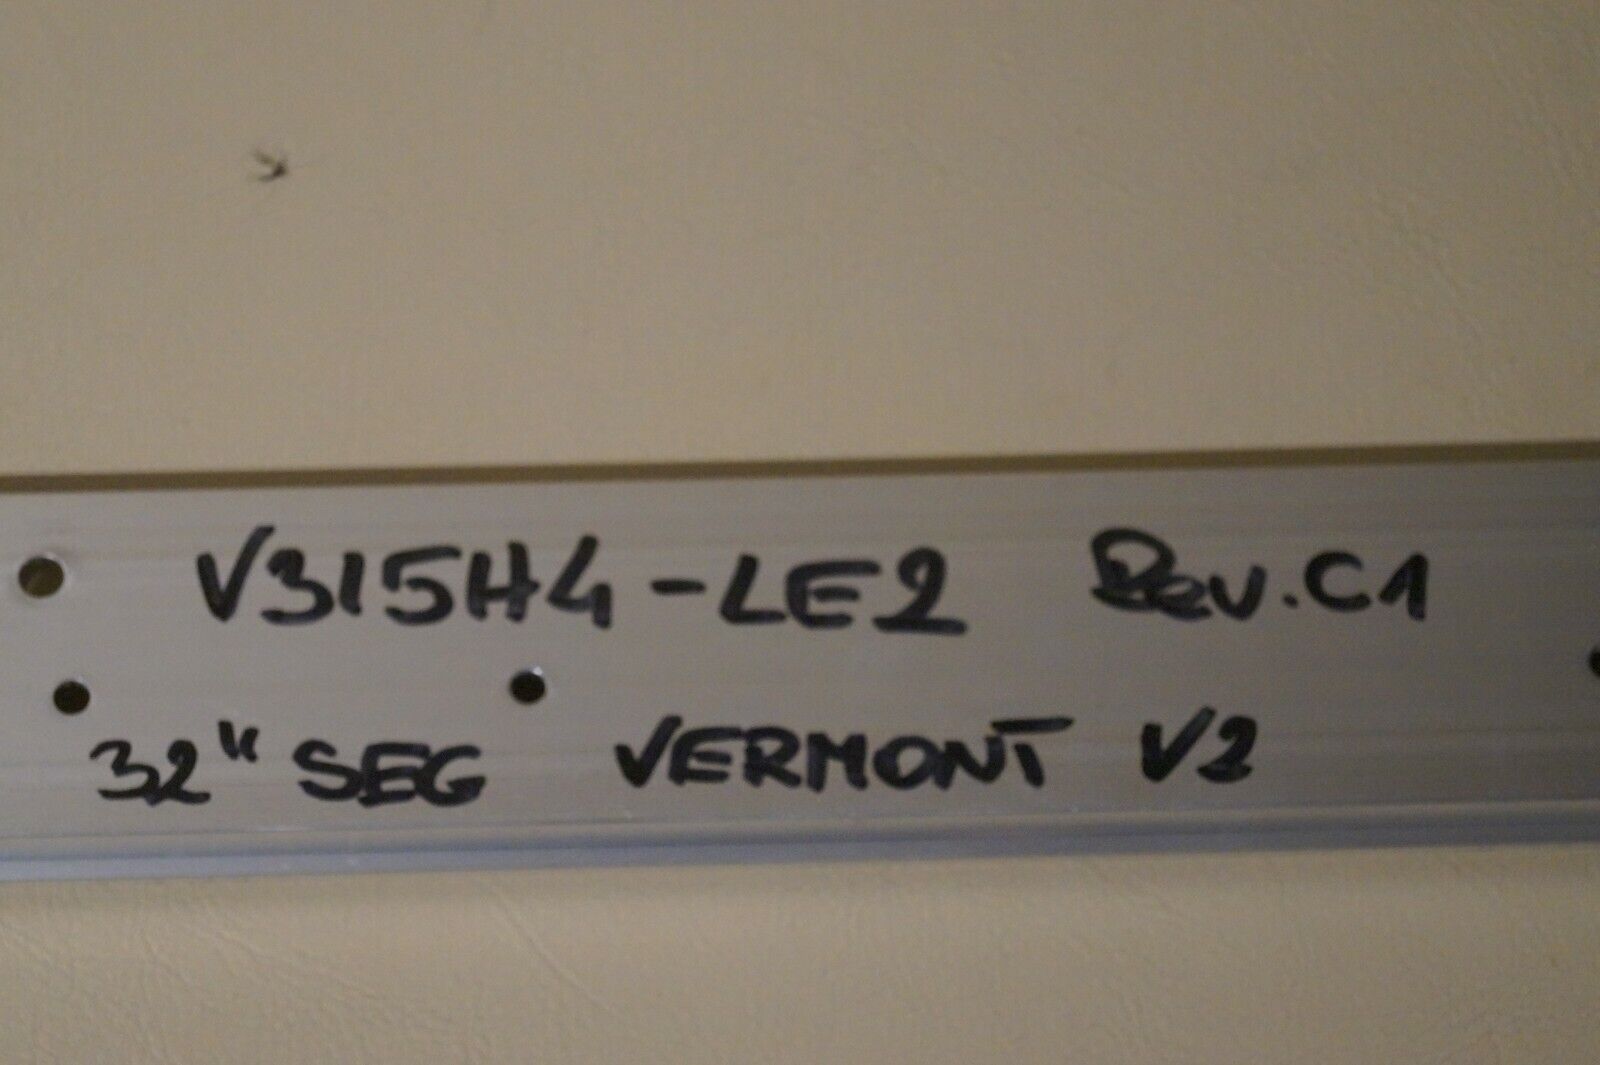 V315H4-LE2 Rev.C1
32" SEG VERMONT V2